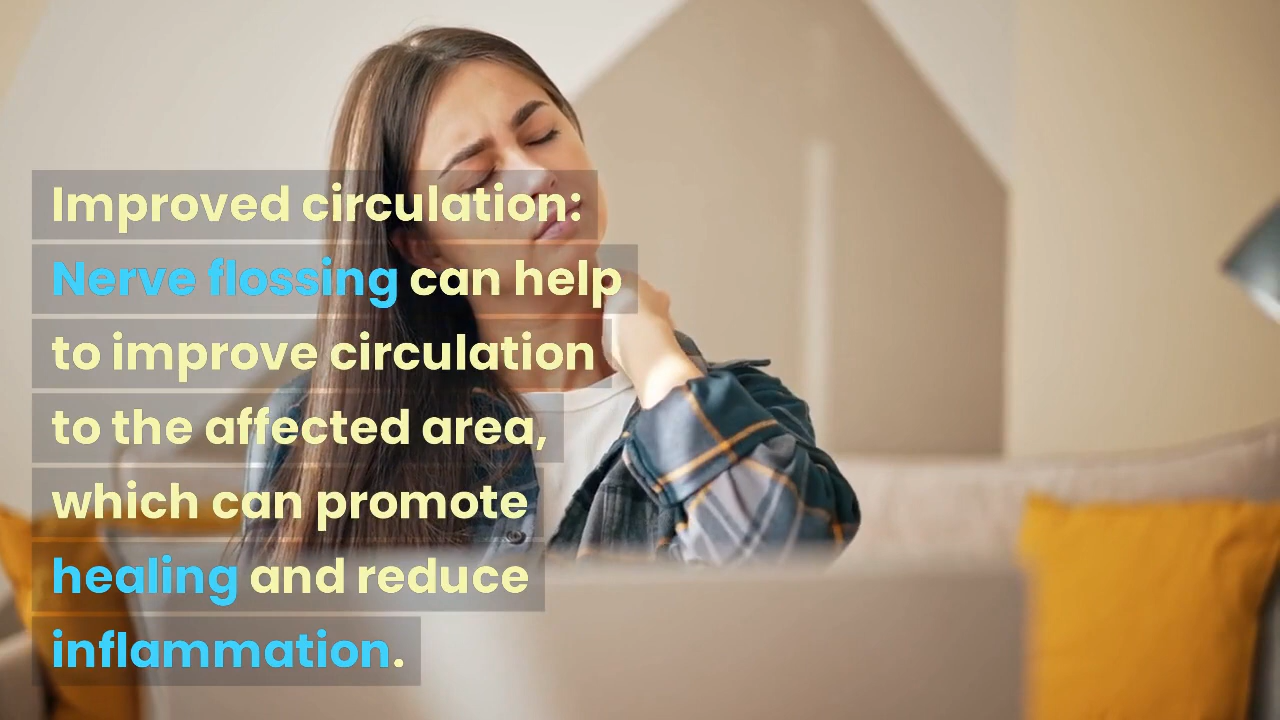 Improved circulation:
Nerve flossing can help
to improve circulation
to the affected area,
which can promote
healing and reduce
inflammation.